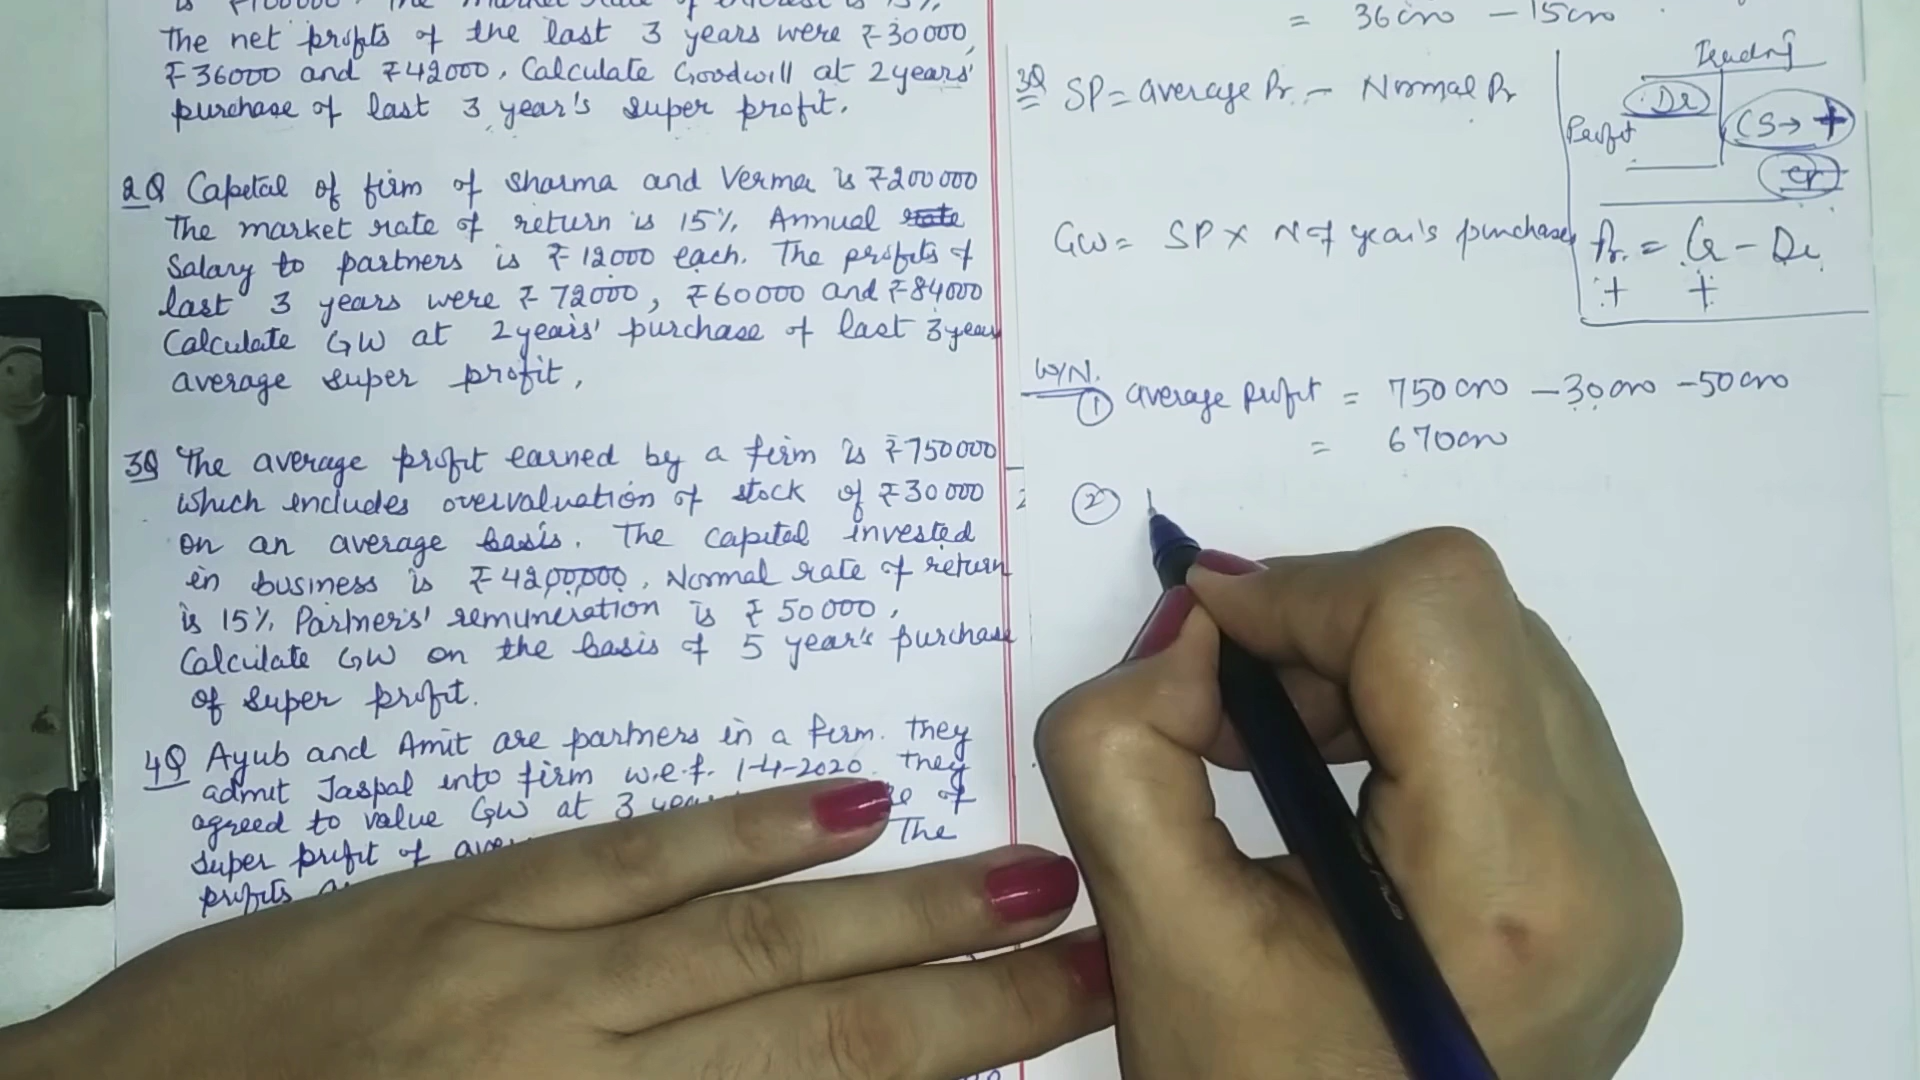 The net profits of the last 3 years were ₹30000,
₹36000 and ₹42000. Calculate Goodwill at 2 years'
purchase of last 3 year's super profit.
2Q Capital of firm of Sharma and Verma is ₹200000
The market rate of return is 15%. Annual
Salary to partners is ₹12000 each. The profits of
last 3 years were ₹72000, ₹60000 and ₹84000
Calculate GW at 2 years' purchase of last 3 year
average super profit.
3Q The average profit earned by a firm is ₹750000
which includes overvaluation of stock of ₹30000
on an average basis. The capital invested
in business is ₹4200,000. Normal rate of return
is 15%. Partners' remuneration is ₹50000,
Calculate GW on the basis of 5 year's purchase
of super profit.
4Q Ayub and Amit are partners in a firm. they
admit Jaspal into firm w.e.f. 1-4-2020. they
agreed to value GW at 3 of
super profit of The
profits
= 36000 - 15000
3Q SP = average Pr. - Normal Pr
GW = SP X N of year's purchase
W/N.
① average profit = 750000 - 30000 - 50000
= 670000
②
Trading
Dr
Profit
CS → +
Cr
Pr. = Cr - Dr
+ +